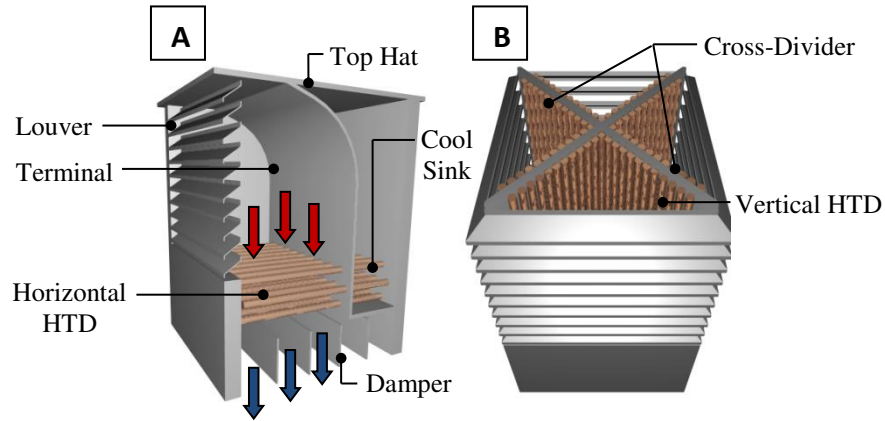 A
Top Hat
Louver
Terminal
Cool
Sink
Horizontal
HTD
Damper
B
Cross-Divider
Vertical HTD